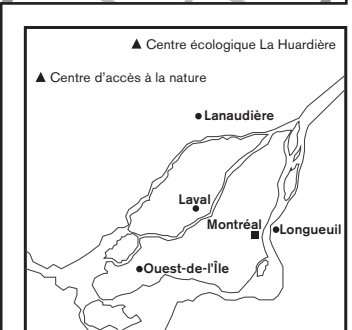 Centre écologique La Huardière
Centre d'accès à la nature
Lanaudière
Laval
Montréal
Longueuil
Ouest-de-l'Île